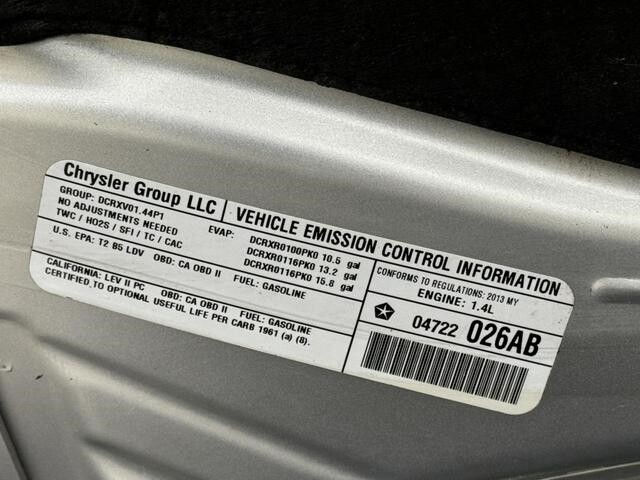 Chrysler Group LLC
VEHICLE EMISSION CONTROL INFORMATION
GROUP: DCRXV01.44P1
NO ADJUSTMENTS NEEDED
TWC / HO2S / SFI / TC / CAC
EVAP: DCRXR0100PK0 10.5 gal
DCRXR0116PK0 13.2 gal
DCRXR0116PK0 15.8 gal
U.S. EPA: T2 B5 LDV OBD: CA OBD II FUEL: GASOLINE
CALIFORNIA: LEV II PC OBD: CA OBD II FUEL: GASOLINE
CERTIFIED TO OPTIONAL USEFUL LIFE PER CARB 1961 (a) (8).
CONFORMS TO REGULATIONS: 2013 MY
ENGINE: 1.4L
04722 026AB